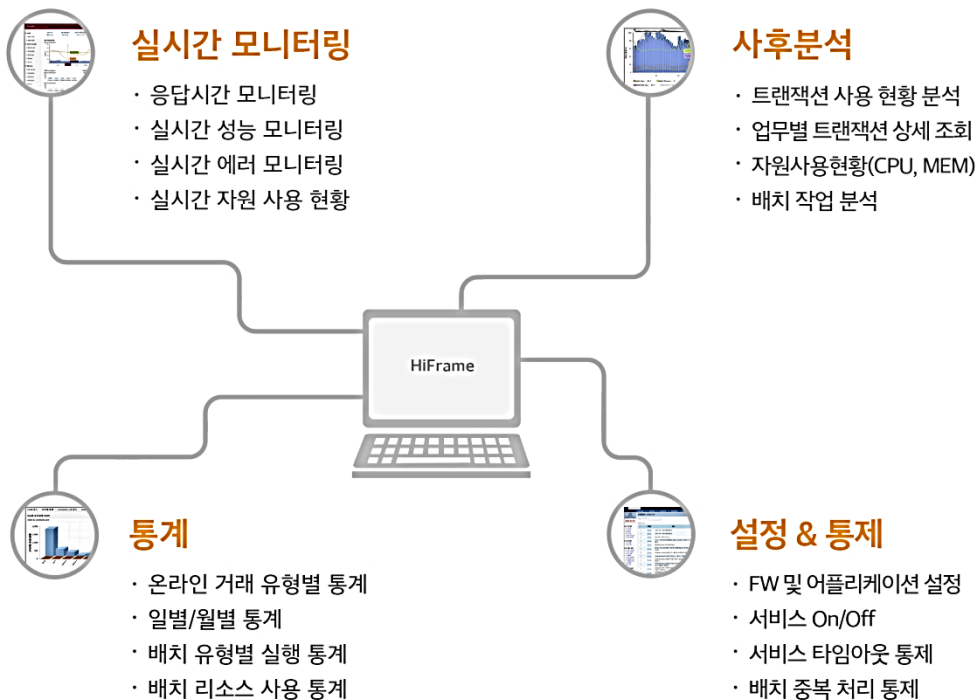 실시간 모니터링
· 응답시간 모니터링
· 실시간 성능 모니터링
· 실시간 에러 모니터링
· 실시간 자원 사용 현황
사후분석
· 트랜잭션 사용 현황 분석
· 업무별 트랜잭션 상세 조회
· 자원사용현황(CPU, MEM)
· 배치 작업 분석
HiFrame
통계
· 온라인 거래 유형별 통계
· 일별/월별 통계
· 배치 유형별 실행 통계
· 배치 리소스 사용 통계
설정 & 통제
· FW 및 어플리케이션 설정
· 서비스 On/Off
· 서비스 타임아웃 통제
· 배치 중복 처리 통제